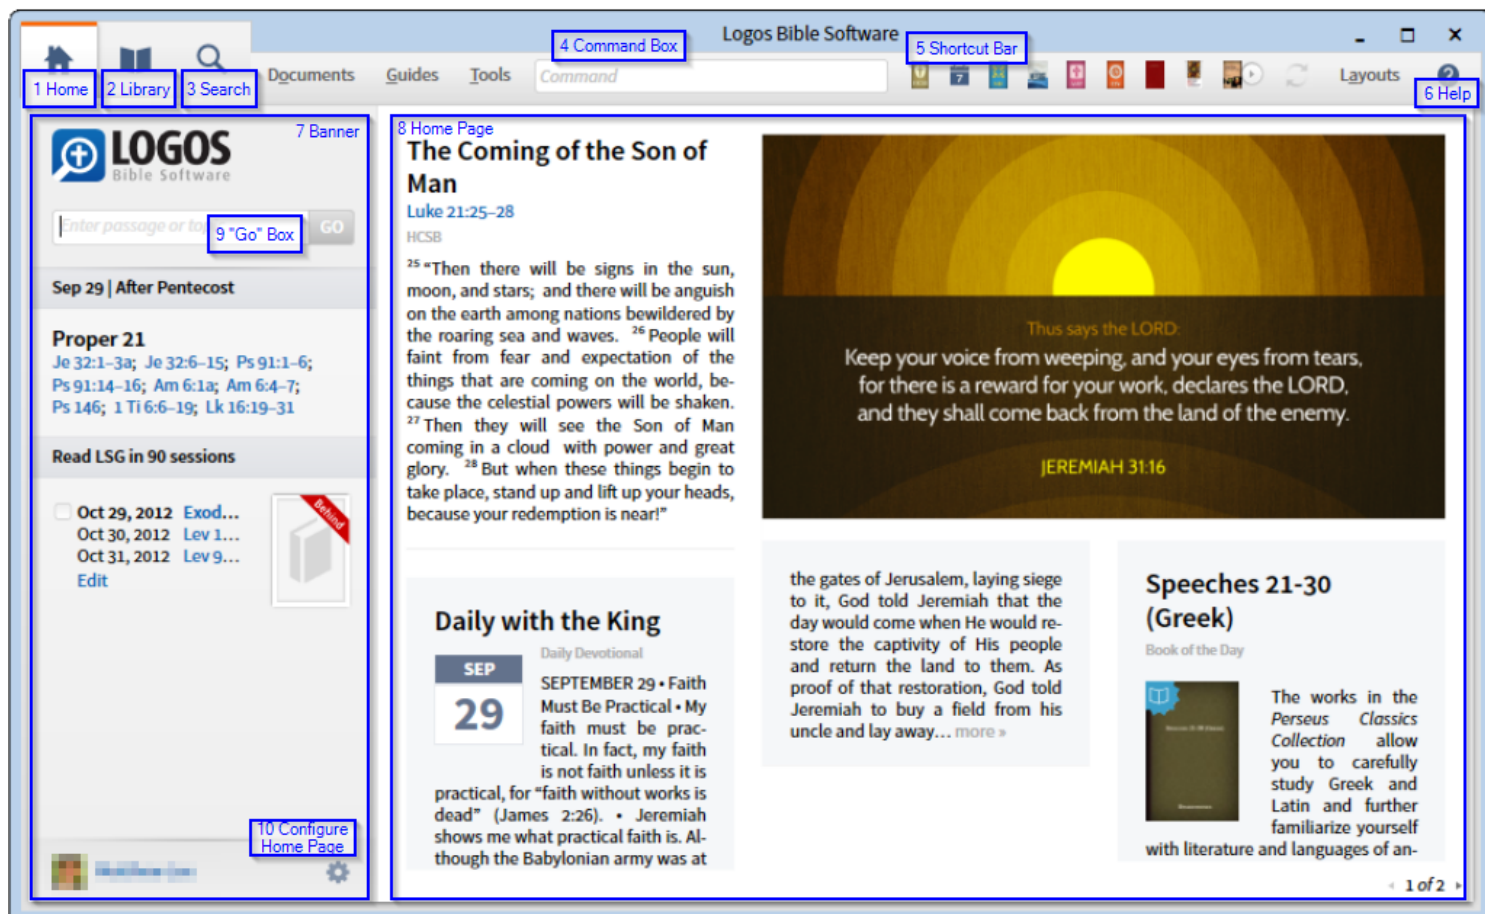 Logos Bible Software
1 Home
2 Library
3 Search
Documents
Guides
Tools
4 Command Box
Command
5 Shortcut Bar
7
Layouts
6 Help
7 Banner
LOGOS
Bible Software
Enter passage or to
GO
9 "Go" Box
Sep 29 | After Pentecost
Proper 21
Je 32:1–3a; Je 32:6–15; Ps 91:1–6;
Ps 91:14–16; Am 6:1a; Am 6:4–7;
Ps 146; 1 Ti 6:6–19; Lk 16:19–31
Read LSG in 90 sessions
Oct 29, 2012 Exod...
Oct 30, 2012 Lev 1...
Oct 31, 2012 Lev 9...
Edit
Behind
10 Configure
Home Page
8 Home Page
The Coming of the Son of
Man
Luke 21:25–28
HCSB
25 “Then there will be signs in the sun,
moon, and stars; and there will be anguish
on the earth among nations bewildered by
the roaring sea and waves. 26 People will
faint from fear and expectation of the
things that are coming on the world, be-
cause the celestial powers will be shaken.
27 Then they will see the Son of Man
coming in a cloud with power and great
glory. 28 But when these things begin to
take place, stand up and lift up your heads,
because your redemption is near!”
Thus says the LORD:
Keep your voice from weeping, and your eyes from tears,
for there is a reward for your work, declares the LORD,
and they shall come back from the land of the enemy.
JEREMIAH 31:16
Daily with the King
Daily Devotional
SEP
29
SEPTEMBER 29 • Faith
Must Be Practical • My
faith must be prac-
tical. In fact, my faith
is not faith unless it is
practical, for “faith without works is
dead” (James 2:26). • Jeremiah
shows me what practical faith is. Al-
though the Babylonian army was at
the gates of Jerusalem, laying siege
to it, God told Jeremiah that the
day would come when He would re-
store the captivity of His people
and return the land to them. As
proof of that restoration, God told
Jeremiah to buy a field from his
uncle and lay away… more »
Speeches 21-30
(Greek)
Book of the Day
The works in the
Perseus Classics
Collection allow
you to carefully
study Greek and
Latin and further
familiarize yourself
with literature and languages of an-
1 of 2